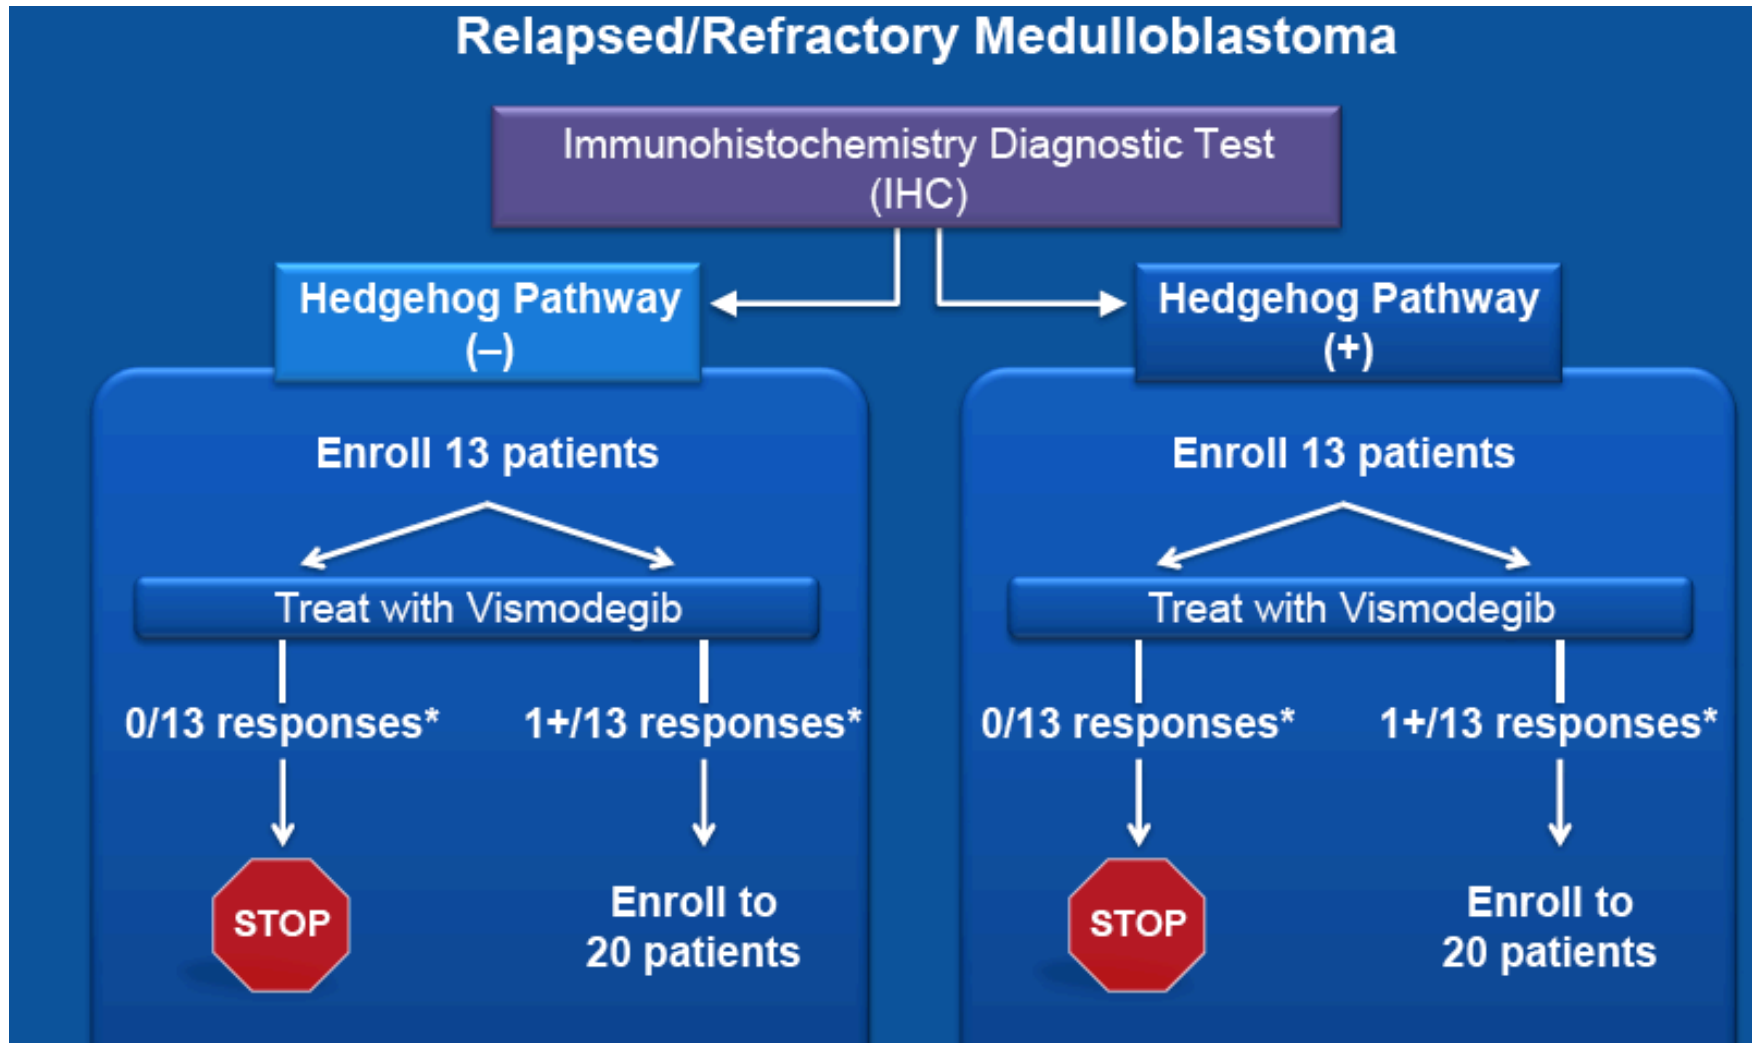 Relapsed/Refractory Medulloblastoma
Immunohistochemistry Diagnostic Test
(IHC)
Hedgehog Pathway
(–)
Enroll 13 patients
Treat with Vismodegib
0/13 responses*
1+/13 responses*
STOP
Enroll to
20 patients
Hedgehog Pathway
(+)
Enroll 13 patients
Treat with Vismodegib
0/13 responses*
1+/13 responses*
STOP
Enroll to
20 patients